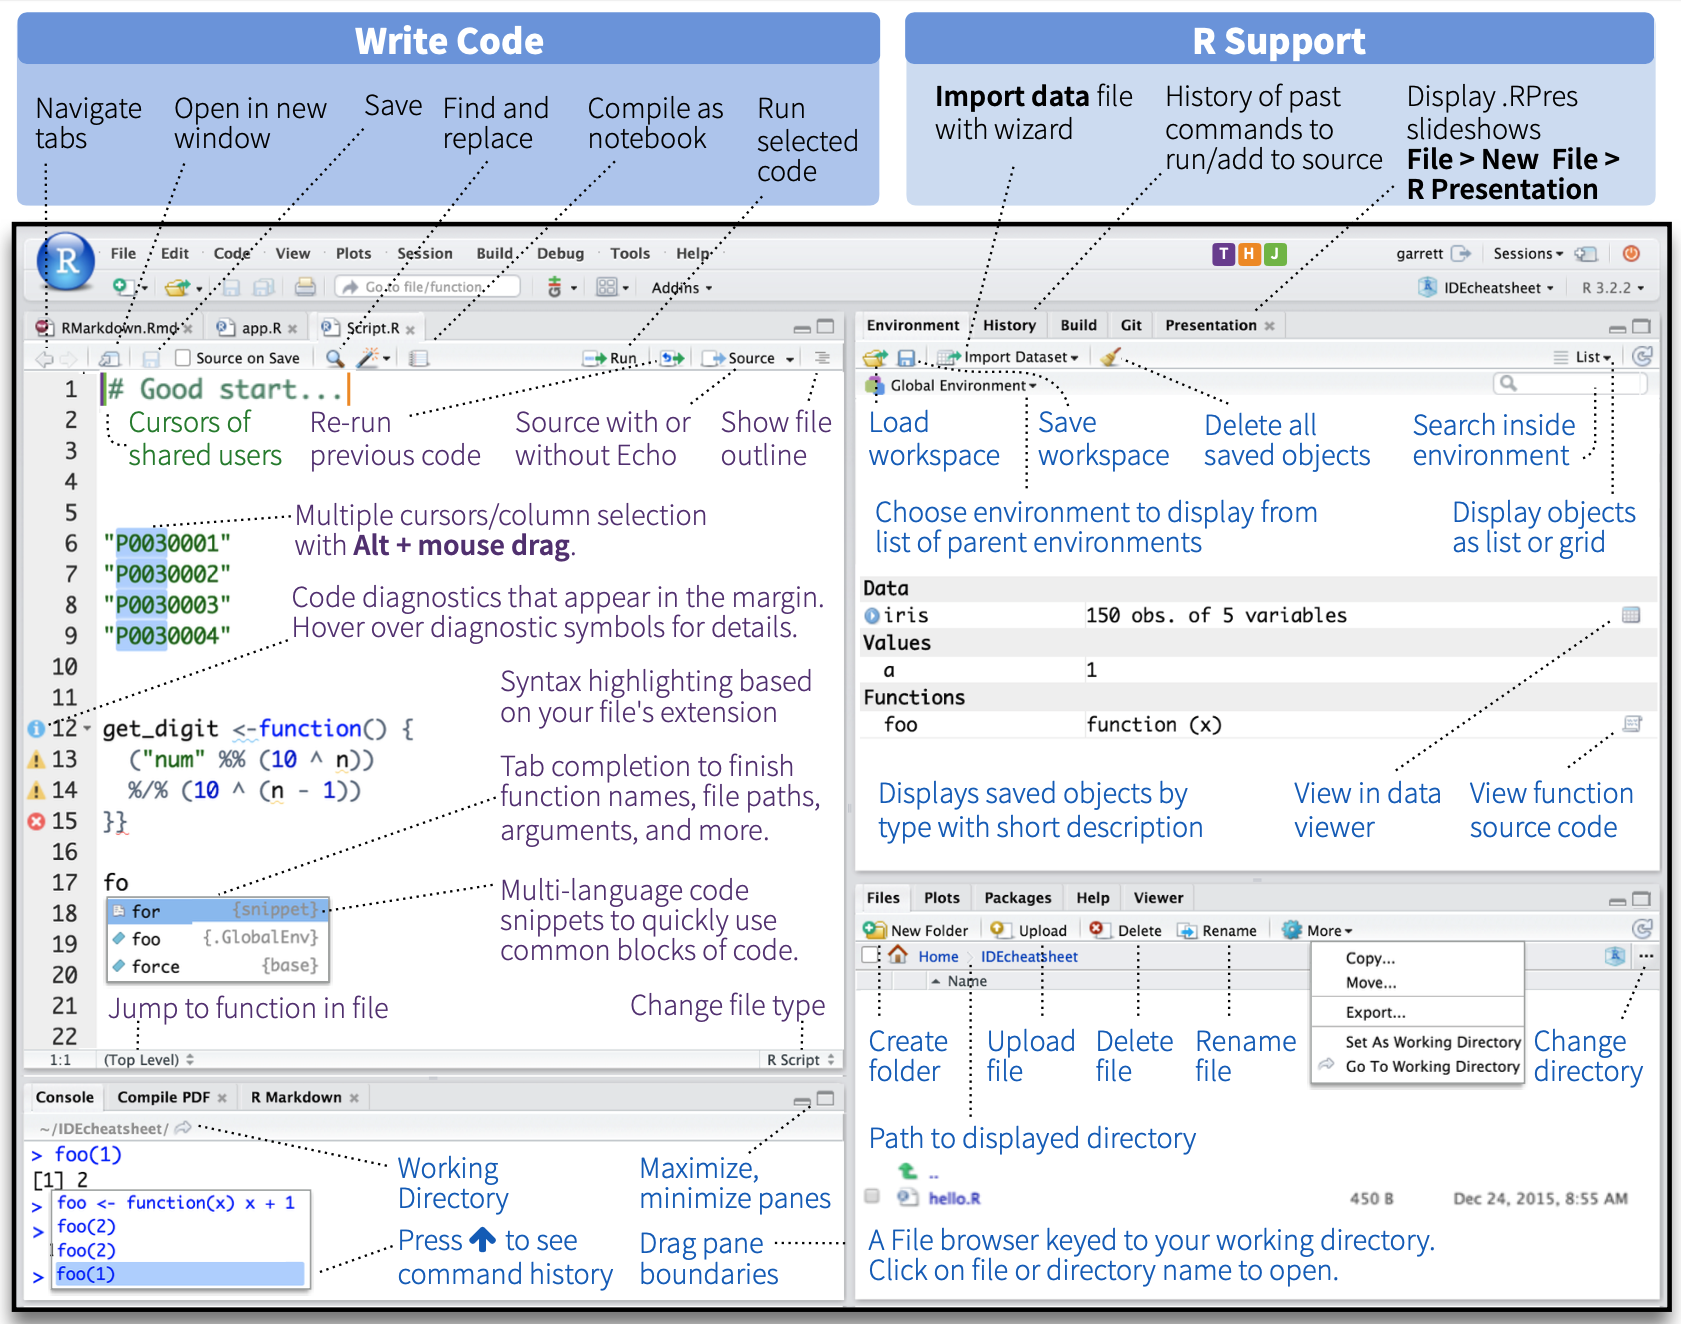 Write Code
Navigate
tabs
Open in new
window
Save
Find and
replace
Compile as
notebook
Run
selected
code
R Support
Import data file
with wizard
History of past
commands to
run/add to source
Display .RPres
slideshows
File > New File >
R Presentation
R
File Edit Code View Plots Session Build Debug Tools Help
T H J
garrett Sessions
Go to file/function Addins
IDEcheatsheet R 3.2.2
RMarkdown.Rmd app.R Script.R
Source on Save Run Source
1 # Good start...
2
3
4
5
6 "P0030001"
7 "P0030002"
8 "P0030003"
9 "P0030004"
10
11
12 get_digit <-function() {
13 ("num" %% (10 ^ n))
14 %/% (10 ^ (n - 1))
15 }}
16
17 fo
18
19
20
21
22
for {snippet}
foo {.GlobalEnv}
force {base}
Cursors of
shared users
Re-run
previous code
Source with or
without Echo
Show file
outline
Multiple cursors/column selection
with Alt + mouse drag.
Code diagnostics that appear in the margin.
Hover over diagnostic symbols for details.
Syntax highlighting based
on your file's extension
Tab completion to finish
function names, file paths,
arguments, and more.
Multi-language code
snippets to quickly use
common blocks of code.
Jump to function in file
Change file type
1:1 (Top Level) R Script
Console Compile PDF R Markdown
~/IDEcheatsheet/
> foo(1)
[1] 2
>
>
1
>
foo <- function(x) x + 1
foo(2)
foo(2)
foo(1)
Working
Directory
Press to see
command history
Maximize,
minimize panes
Drag pane
boundaries
Environment History Build Git Presentation
Import Dataset List
Global Environment
Load
workspace
Save
workspace
Delete all
saved objects
Search inside
environment
Choose environment to display from
list of parent environments
Display objects
as list or grid
Data
iris 150 obs. of 5 variables
Values
a 1
Functions
foo function (x)
Displays saved objects by
type with short description
View in data
viewer
View function
source code
Files Plots Packages Help Viewer
New Folder Upload Delete Rename More
Home IDEcheatsheet ...
Name
Copy...
Move...
Export...
Set As Working Directory
Go To Working Directory
Create
folder
Upload
file
Delete
file
Rename
file
Change
directory
Path to displayed directory
..
hello.R 450 B Dec 24, 2015, 8:55 AM
A File browser keyed to your working directory.
Click on file or directory name to open.